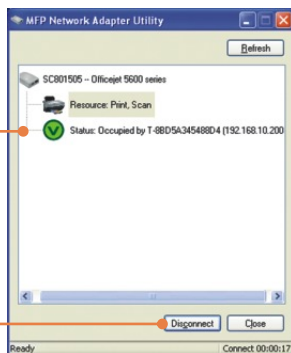 MFP Network Adapter Utility
Refresh
SC801505 -- Officejet 5600 series
Resource: Print, Scan
Status: Occupied by T-8BD5A345488D4 (192.168.10.200
Disconnect
Close
Ready
Connect 00:00:17